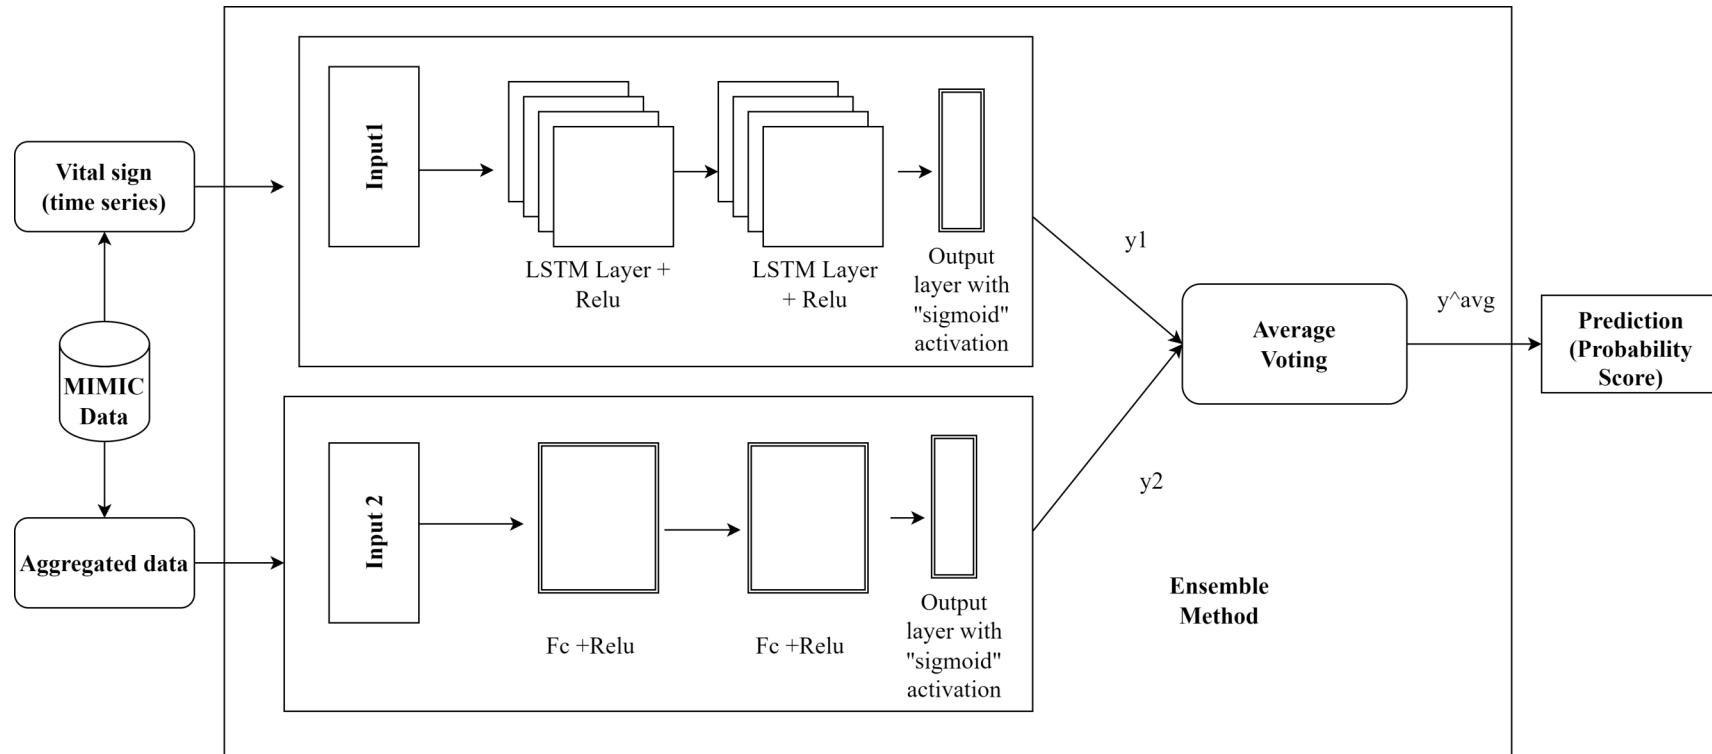 Vital sign
(time series)
MIMIC
Data
Aggregated data
Input1
LSTM Layer +
Relu
LSTM Layer
+ Relu
Output
layer with
"sigmoid"
activation
Input 2
Fc +Relu
Fc +Relu
Output
layer with
"sigmoid"
activation
y1
y2
Average
Voting
Ensemble
Method
y^avg
Prediction
(Probability
Score)